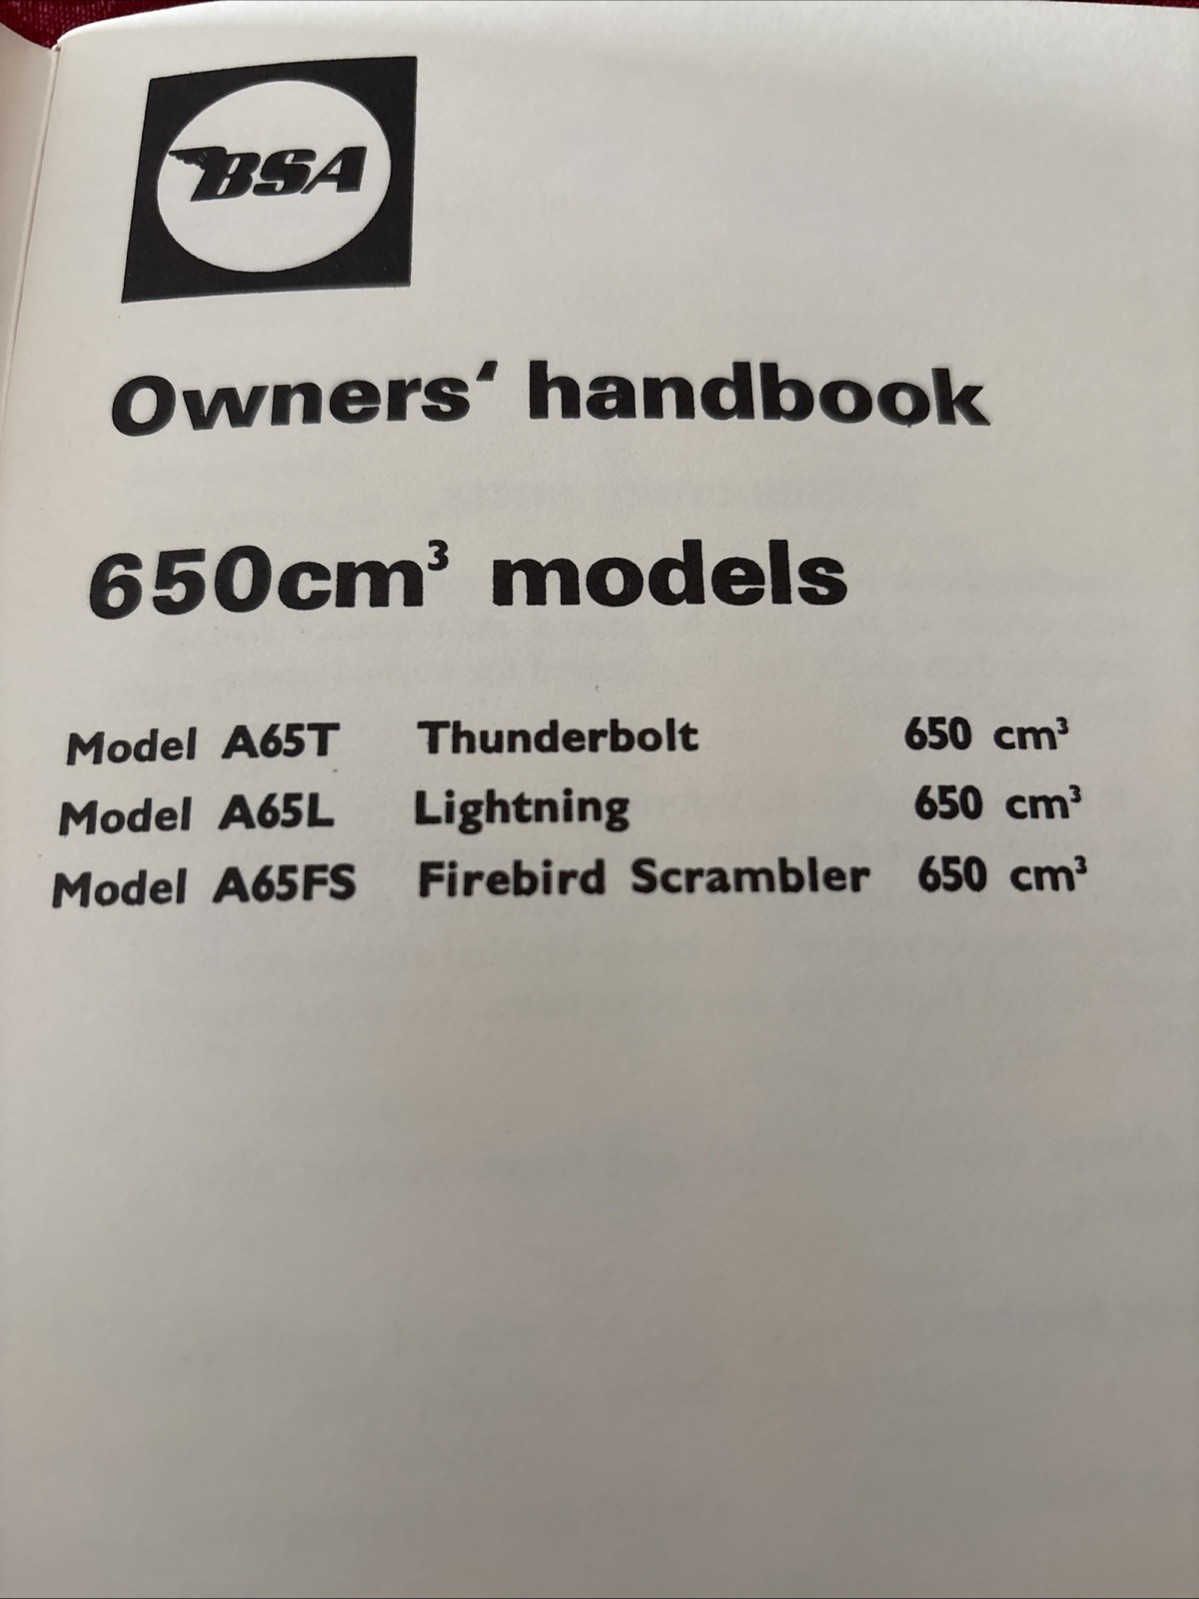 BSA
Owners‘ handbook
650cm³ models
Model A65T Thunderbolt 650 cm³
Model A65L Lightning 650 cm³
Model A65FS Firebird Scrambler 650 cm³